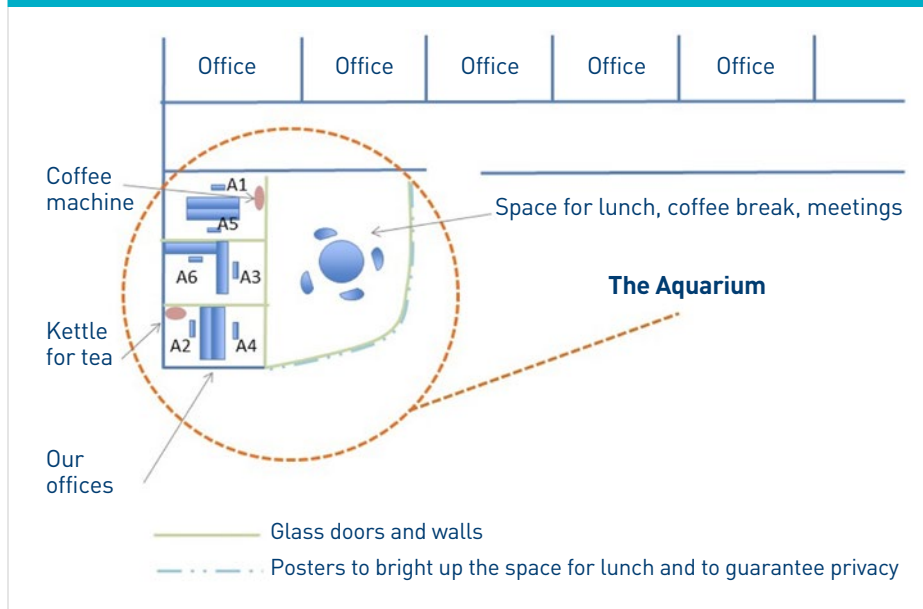 Office Office Office Office Office
Coffee
machine
A1
A5
Space for lunch, coffee break, meetings
A6 A3
The Aquarium
Kettle
for tea
A2 A4
Our
offices
Glass doors and walls
Posters to bright up the space for lunch and to guarantee privacy